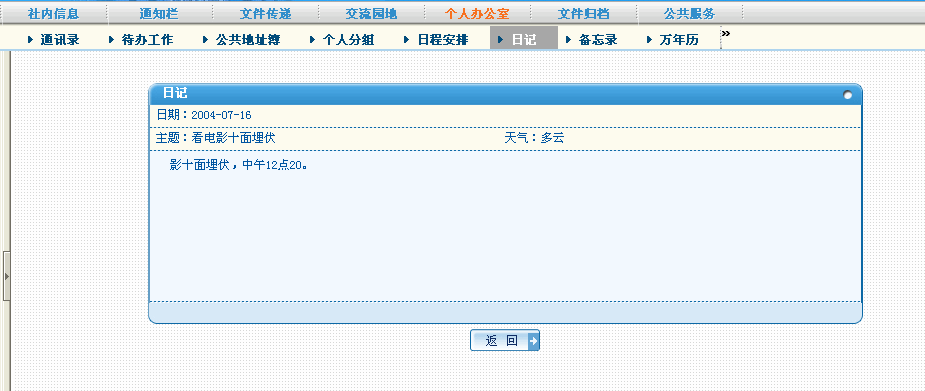 社内信息 通知栏 文件传递 交流园地 个人办公室 文件归档 公共服务
通讯录 待办工作 公共地址簿 个人分组 日程安排 日记 备忘录 万年历 »
日记
日期：2004-07-16
主题：看电影十面埋伏 天气：多云
影十面埋伏，中午12点20。
返 回